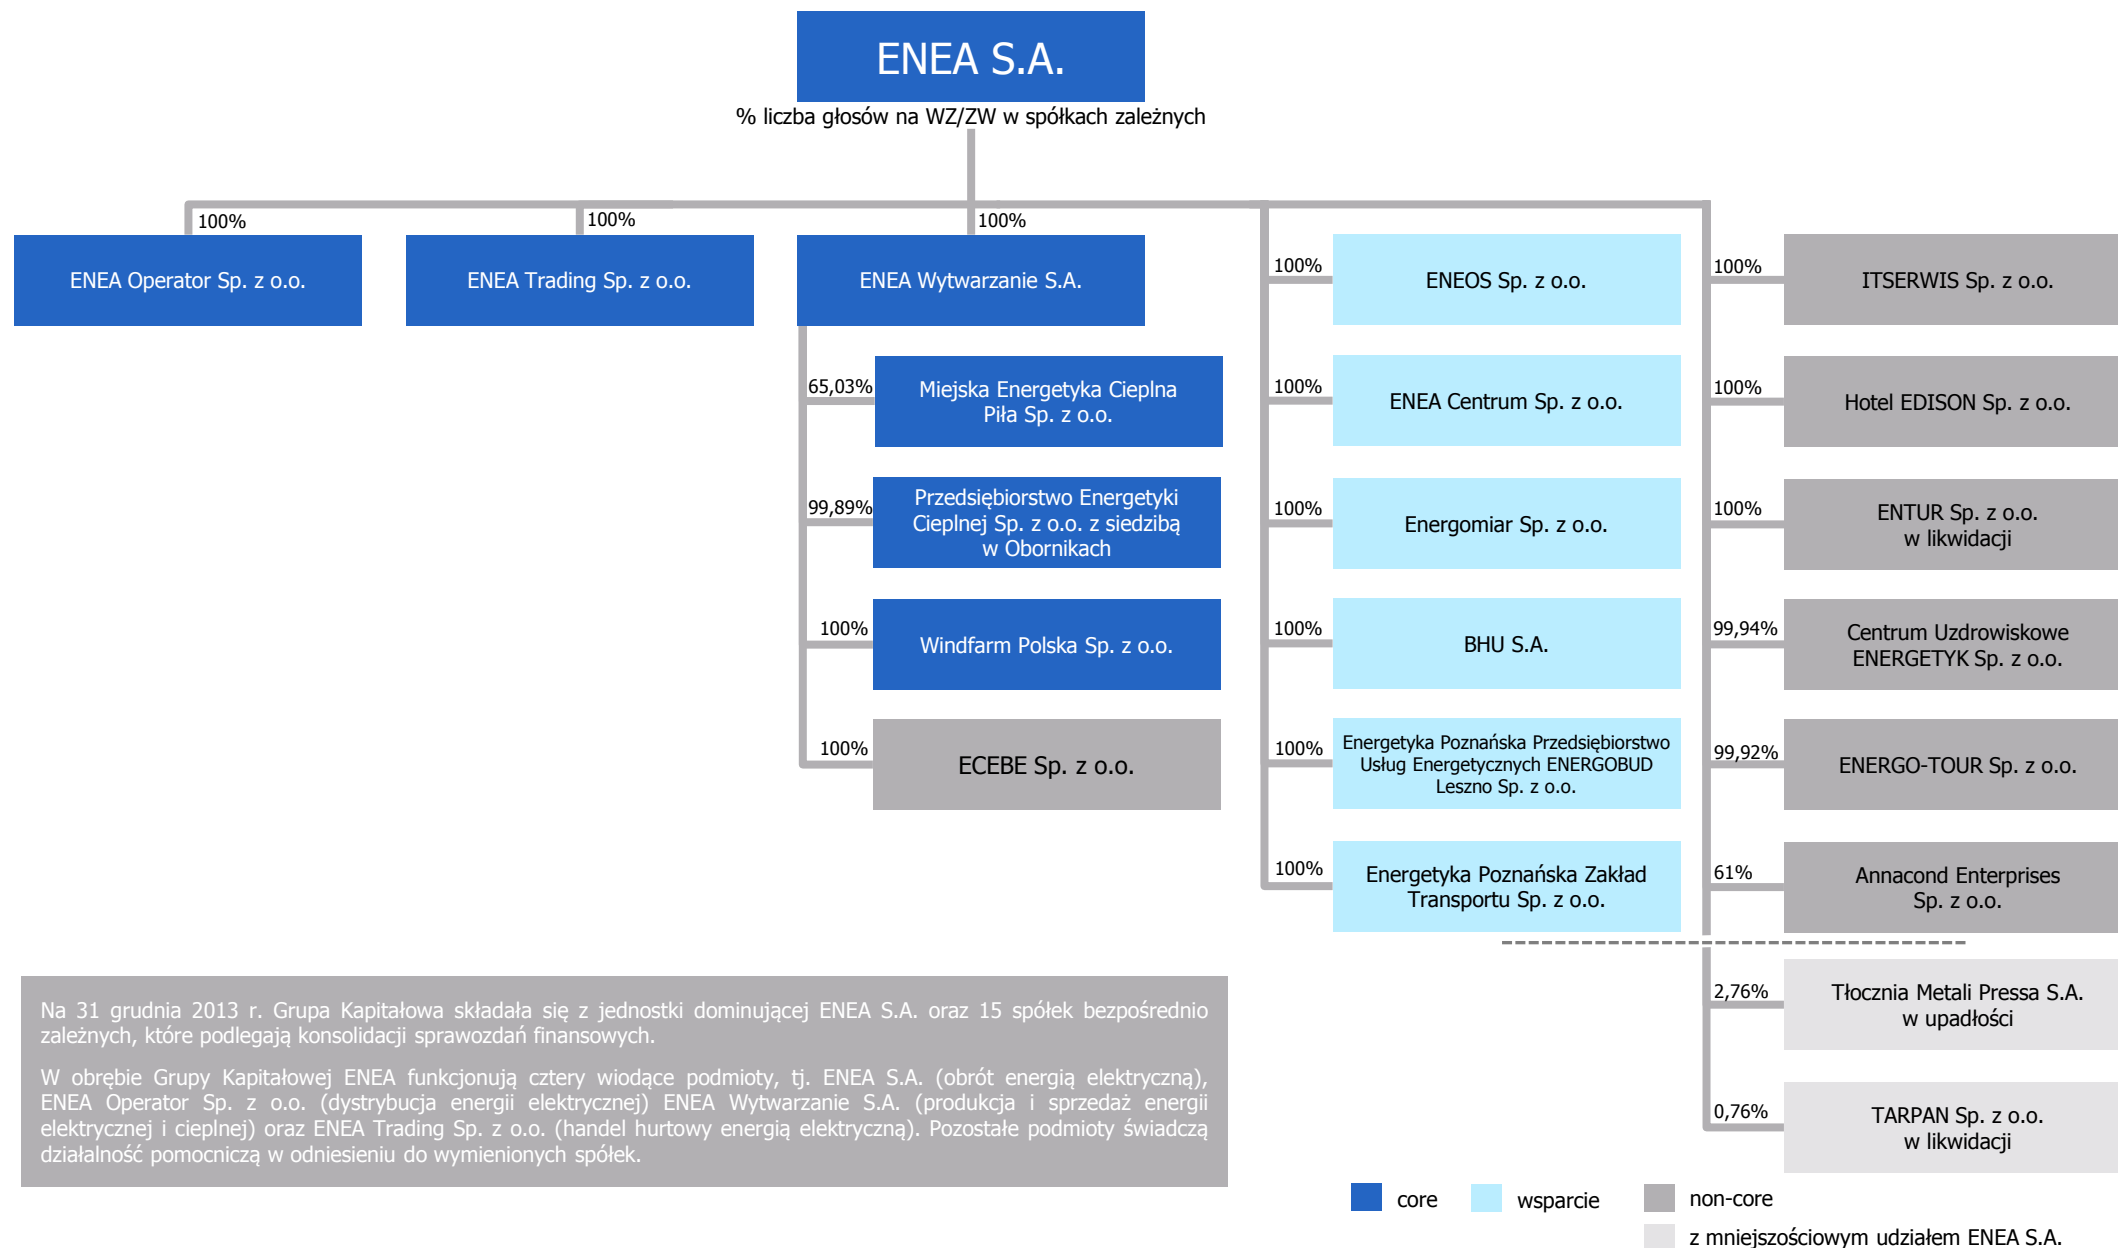 ENEA S.A.
% liczba głosów na WZ/ZW w spółkach zależnych
100%
ENEA Operator Sp. z o.o.
100%
ENEA Trading Sp. z o.o.
100%
ENEA Wytwarzanie S.A.
65,03%
Miejska Energetyka Cieplna
Piła Sp. z o.o.
99,89%
Przedsiębiorstwo Energetyki
Cieplnej Sp. z o.o. z siedzibą
w Obornikach
100%
Windfarm Polska Sp. z o.o.
100%
ECEBE Sp. z o.o.
100%
ENEOS Sp. z o.o.
100%
ENEA Centrum Sp. z o.o.
100%
Energomiar Sp. z o.o.
100%
BHU S.A.
100%
Energetyka Poznańska Przedsiębiorstwo
Usług Energetycznych ENERGOBUD
Leszno Sp. z o.o.
100%
Energetyka Poznańska Zakład
Transportu Sp. z o.o.
100%
ITSERWIS Sp. z o.o.
100%
Hotel EDISON Sp. z o.o.
100%
ENTUR Sp. z o.o.
w likwidacji
99,94%
Centrum Uzdrowiskowe
ENERGETYK Sp. z o.o.
99,92%
ENERGO-TOUR Sp. z o.o.
61%
Annacond Enterprises
Sp. z o.o.
2,76%
Tłocznia Metali Pressa S.A.
w upadłości
0,76%
TARPAN Sp. z o.o.
w likwidacji
Na 31 grudnia 2013 r. Grupa Kapitałowa składała się z jednostki dominującej ENEA S.A. oraz 15 spółek bezpośrednio
zależnych, które podlegają konsolidacji sprawozdań finansowych.
W obrębie Grupy Kapitałowej ENEA funkcjonują cztery wiodące podmioty, tj. ENEA S.A. (obrót energią elektryczną),
ENEA Operator Sp. z o.o. (dystrybucja energii elektrycznej) ENEA Wytwarzanie S.A. (produkcja i sprzedaż energii
elektrycznej i cieplnej) oraz ENEA Trading Sp. z o.o. (handel hurtowy energią elektryczną). Pozostałe podmioty świadczą
działalność pomocniczą w odniesieniu do wymienionych spółek.
core
wsparcie
non-core
z mniejszościowym udziałem ENEA S.A.